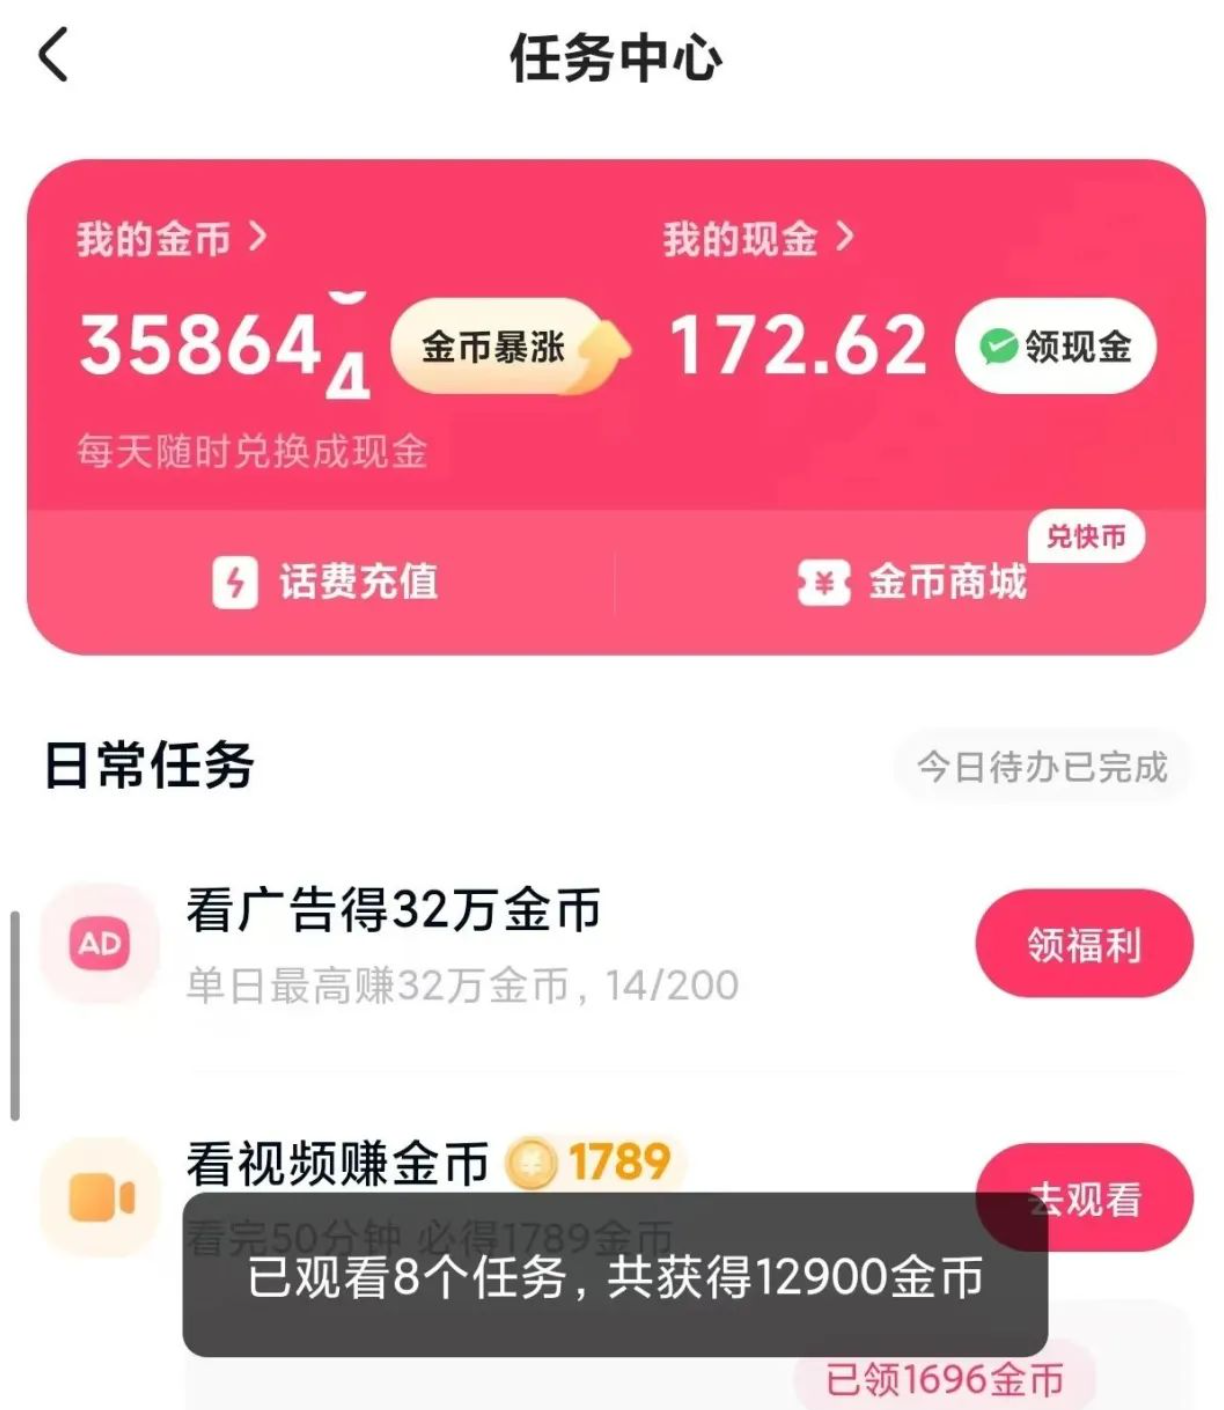 任务中心
我的金币
我的现金
358644
金币暴涨
172.62
领现金
每天随时兑换成现金
兑快币
话费充值
金币商城
日常任务
今日待办已完成
看广告得32万金币
AD
领福利
单日最高赚32万金币，14/200
看视频赚金币 1789
去观看
看完50分钟 必得1789金币
已观看8个任务，共获得12900金币
已领1696金币